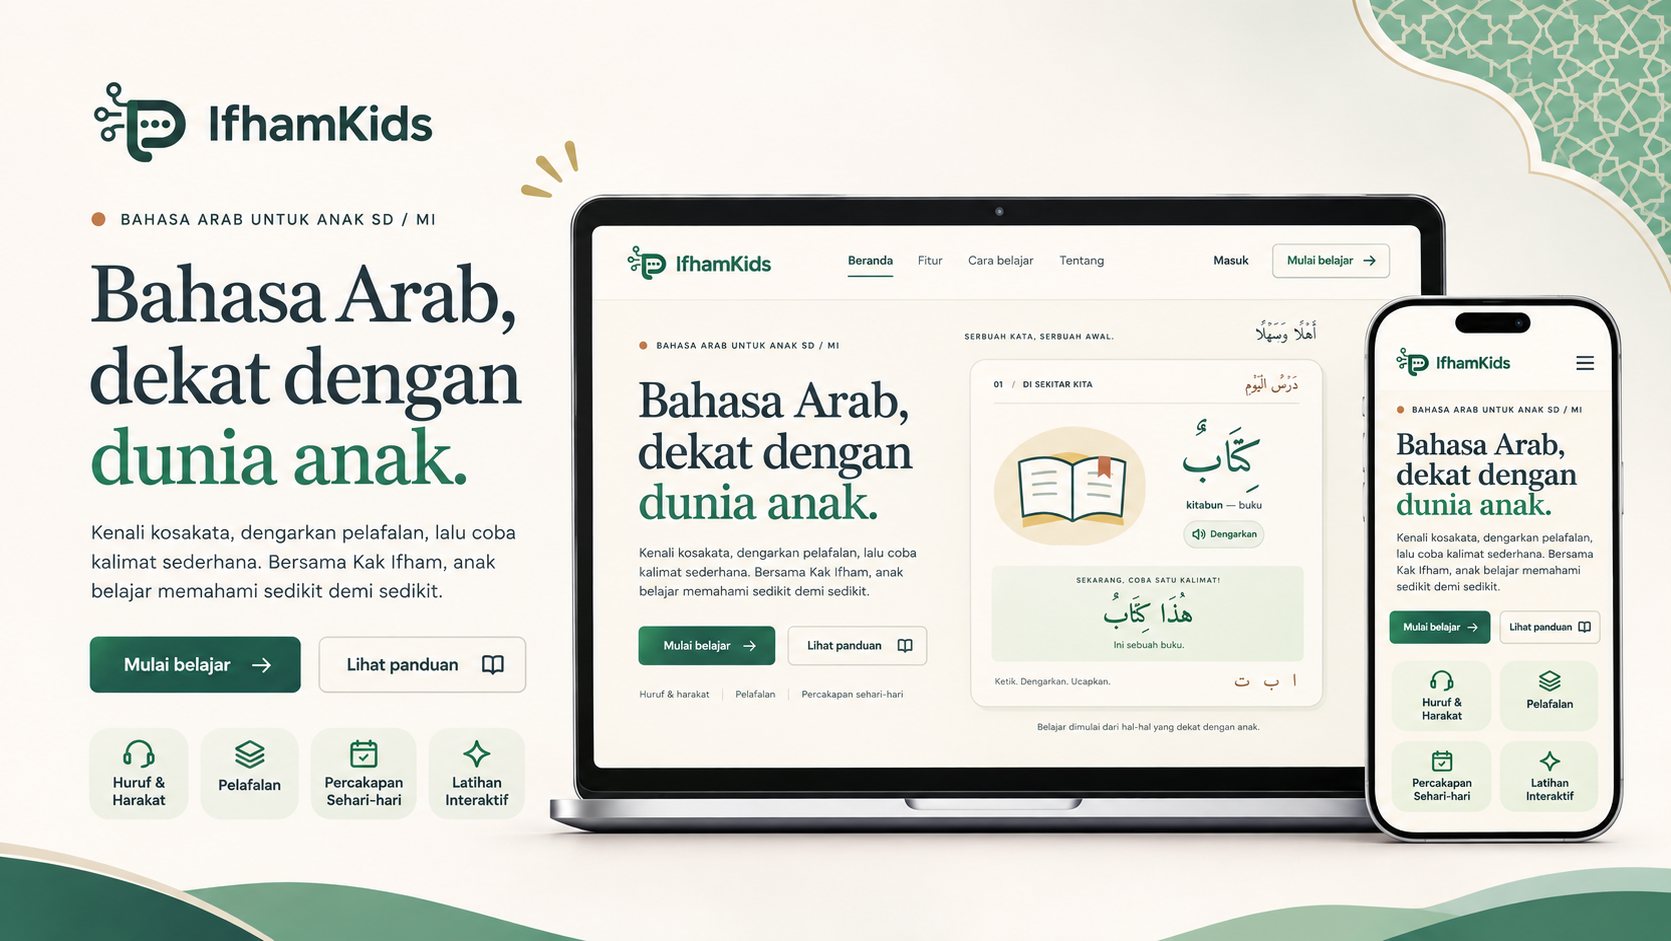 IfhamKids
BAHASA ARAB UNTUK ANAK SD / MI
Bahasa Arab,
dekat dengan
dunia anak.
Kenali kosakata, dengarkan pelafalan, lalu coba
kalimat sederhana. Bersama Kak Ifham, anak
belajar memahami sedikit demi sedikit.
Mulai belajar
Lihat panduan
Huruf &
Harakat
Pelafalan
Percakapan
Sehari-hari
Latihan
Interaktif
IfhamKids
Beranda
Fitur
Cara belajar
Tentang
Masuk
Mulai belajar
BAHASA ARAB UNTUK ANAK SD / MI
Bahasa Arab,
dekat dengan
dunia anak.
Kenali kosakata, dengarkan pelafalan, lalu coba
kalimat sederhana. Bersama Kak Ifham, anak
belajar memahami sedikit demi sedikit.
Mulai belajar
Lihat panduan
Huruf & harakat
Pelafalan
Percakapan sehari-hari
SERBUAH KATA, SERBUAH AWAL.
أَهْلًا وَسَهْلًا
01 / DI SEKITAR KITA
دَرْسُ الْيَوْمِ
كِتَابٌ
kitabun — buku
Dengarkan
SEKARANG, COBA SATU KALIMAT!
هُذَا كِتَابٌ
Ini sebuah buku.
Ketik. Dengarkan. Ucapkan.
ا ب ت
Belajar dimulai dari hal-hal yang dekat dengan anak.
IfhamKids
BAHASA ARAB UNTUK ANAK SD / MI
Bahasa Arab,
dekat dengan
dunia anak.
Kenali kosakata, dengarkan pelafalan,
lalu coba kalimat sederhana. Bersama
Kak Ifham, anak belajar memahami
sedikit demi sedikit.
Mulai belajar
Lihat panduan
Huruf &
Harakat
Pelafalan
Percakapan
Sehari-hari
Latihan
Interaktif